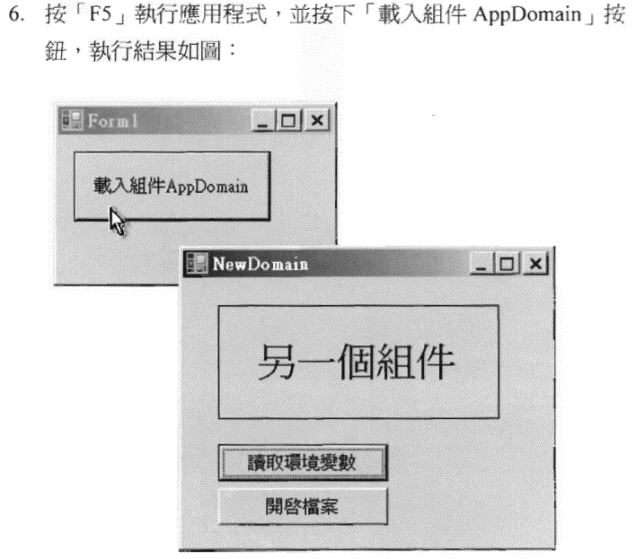 6. 按「F5」執行應用程式，並按下「載入組件 AppDomain」按
鈕，執行結果如圖：
Form1
載入組件AppDomain
NewDomain
另一個組件
讀取環境變數
開啓檔案